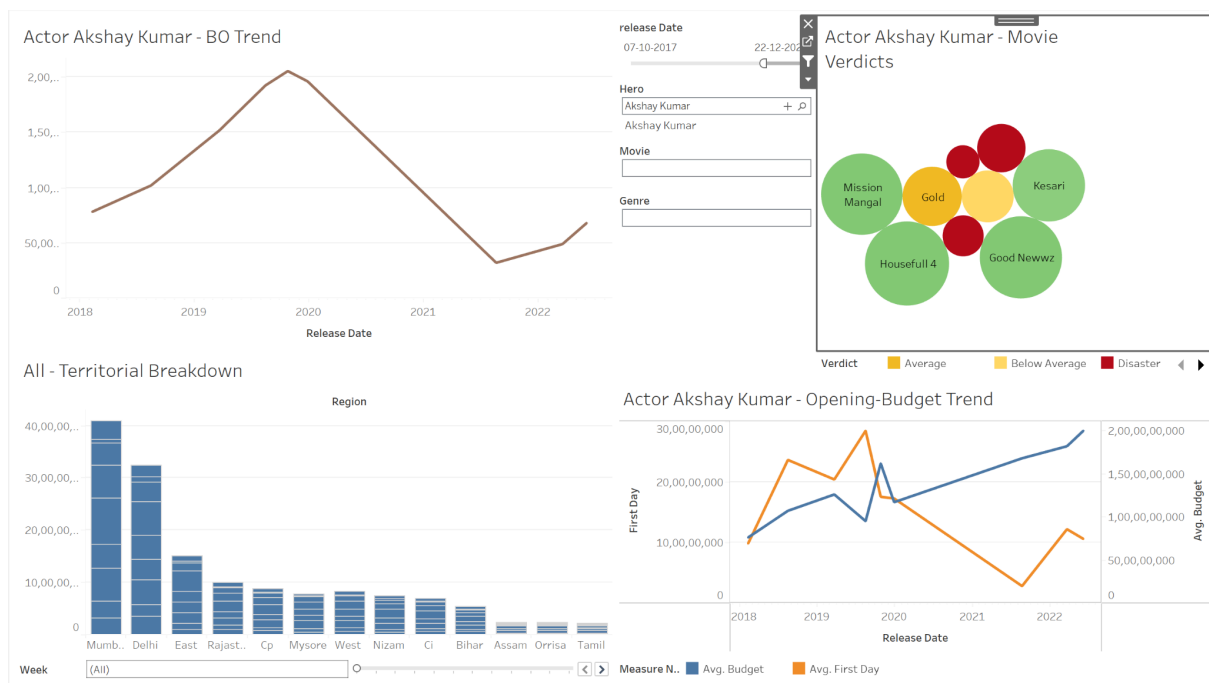 Actor Akshay Kumar - BO Trend
2,00,..
1,50,..
1,00,..
50,00..
0
2018 2019 2020 2021 2022
Release Date
release Date
07-10-2017 22-12-202
Hero
Akshay Kumar
Akshay Kumar
Movie
Genre
Actor Akshay Kumar - Movie
Verdicts
Mission
Mangal
Gold
Kesari
Housefull 4
Good Newwz
Verdict Average Below Average Disaster
All - Territorial Breakdown
Region
40,00,00,..
30,00,00,..
20,00,00,..
10,00,00,..
0
Mumb.. Delhi East Rajast.. Cp Mysore West Nizam Ci Bihar Assam Orrisa Tamil
Week (All)
Actor Akshay Kumar - Opening-Budget Trend
30,00,00,000
20,00,00,000
10,00,00,000
0
First Day
2,00,00,00,000
1,50,00,00,000
1,00,00,00,000
50,00,00,000
0
Avg. Budget
2018 2019 2020 2021 2022
Release Date
Measure N.. Avg. Budget Avg. First Day